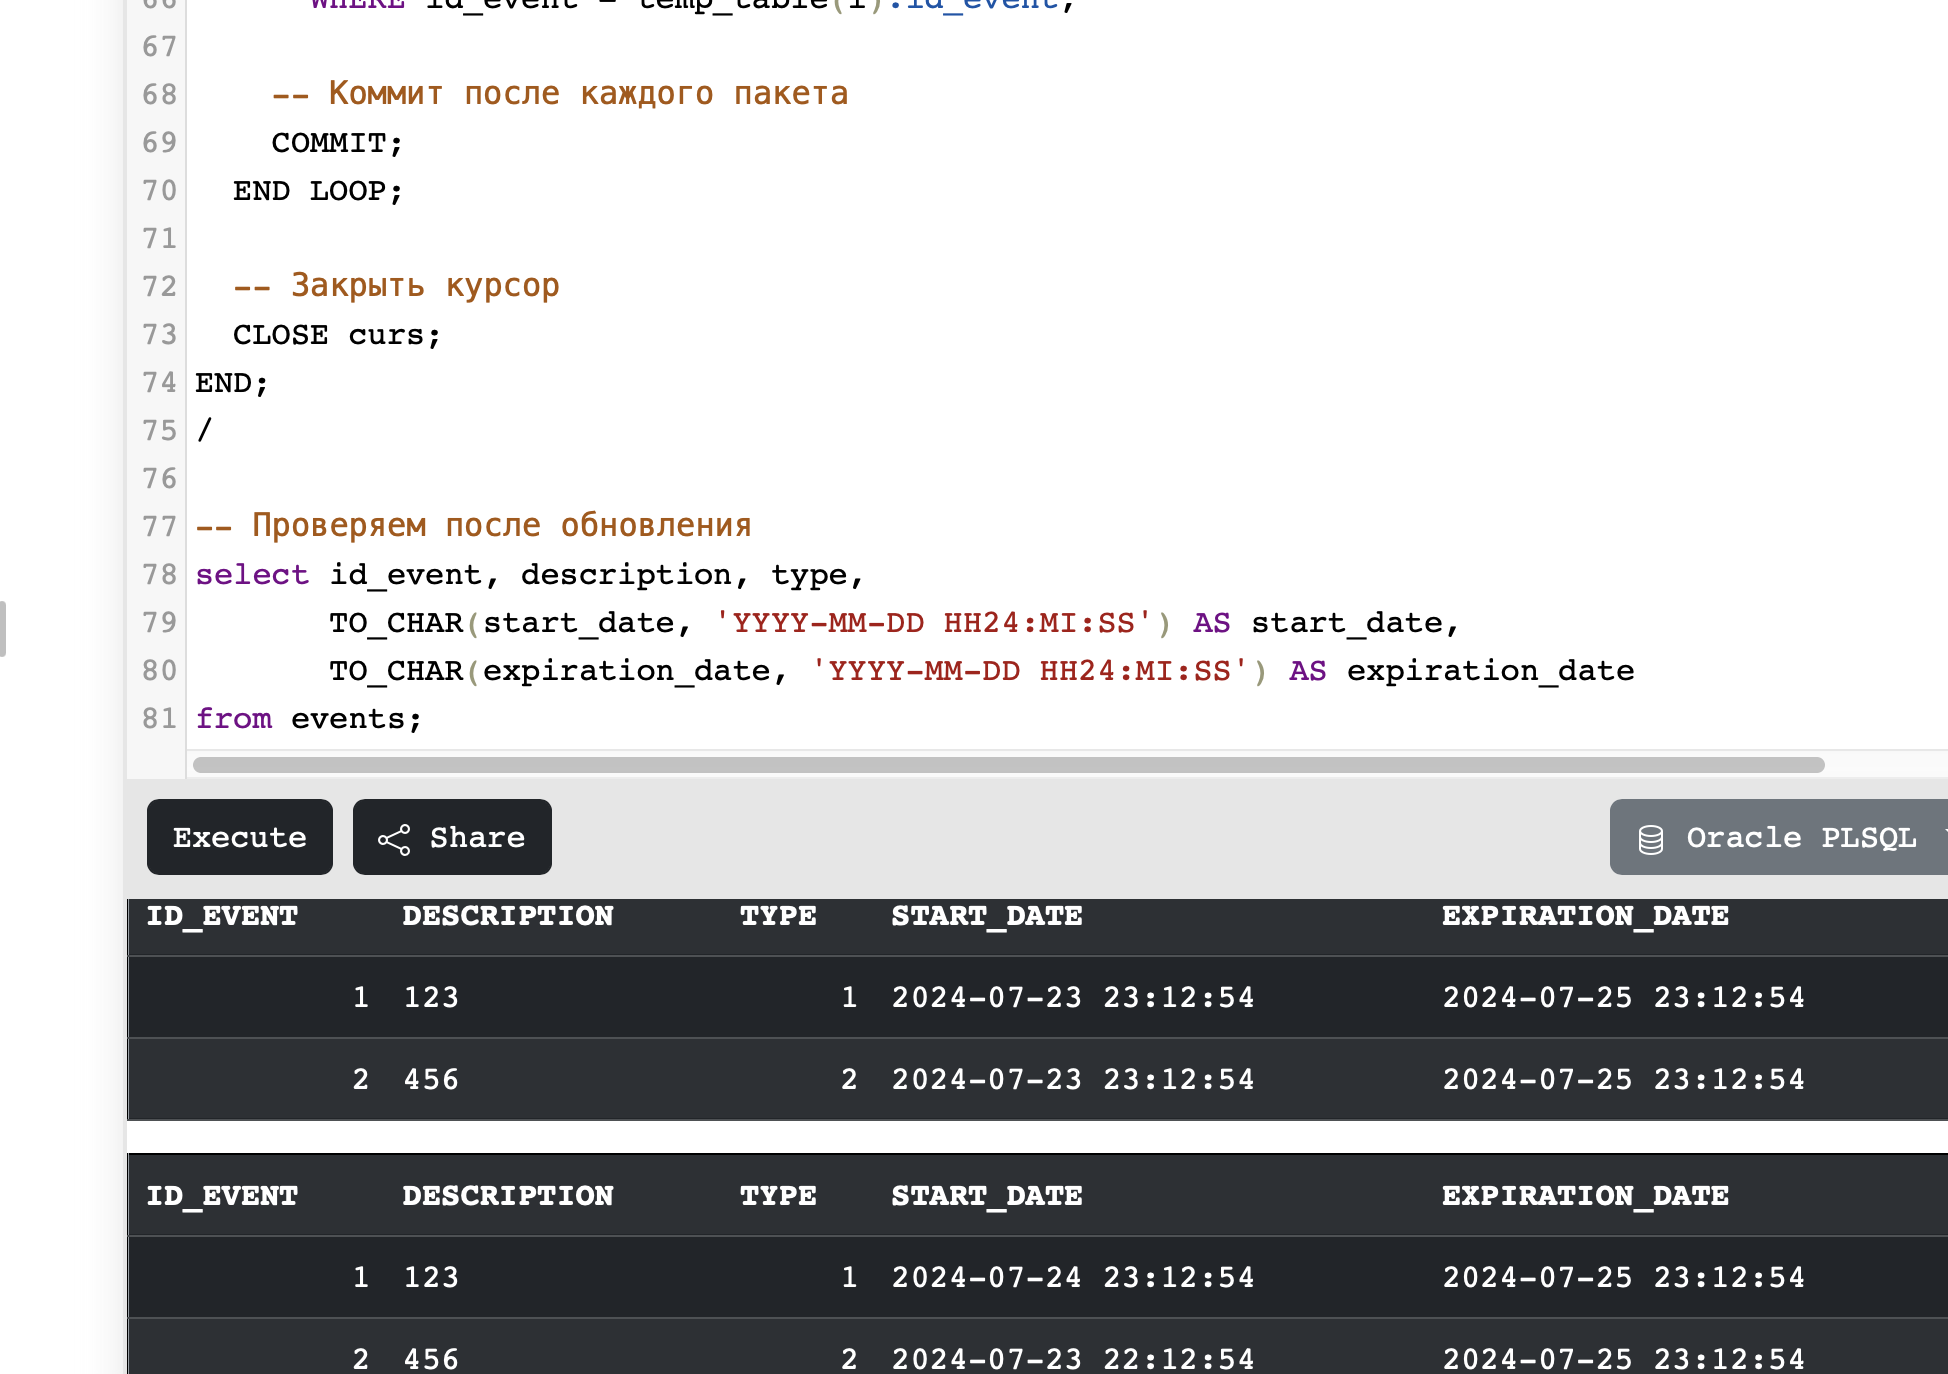 66 WHERE id_event = temp_table(i).id_event;
67
68 -- Коммит после каждого пакета
69 COMMIT;
70 END LOOP;
71
72 -- Закрыть курсор
73 CLOSE curs;
74 END;
75 /
76
77 -- Проверяем после обновления
78 select id_event, description, type,
79 TO_CHAR(start_date, 'YYYY-MM-DD HH24:MI:SS') AS start_date,
80 TO_CHAR(expiration_date, 'YYYY-MM-DD HH24:MI:SS') AS expiration_date
81 from events;
Execute Share Oracle PLSQL
ID_EVENT DESCRIPTION TYPE START_DATE EXPIRATION_DATE
1 123 1 2024-07-23 23:12:54 2024-07-25 23:12:54
2 456 2 2024-07-23 23:12:54 2024-07-25 23:12:54
ID_EVENT DESCRIPTION TYPE START_DATE EXPIRATION_DATE
1 123 1 2024-07-24 23:12:54 2024-07-25 23:12:54
2 456 2 2024-07-23 22:12:54 2024-07-25 23:12:54